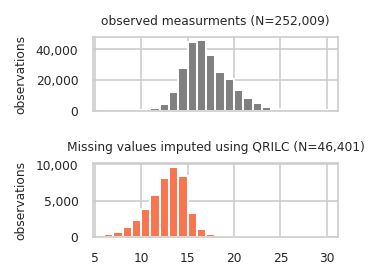 observed measurments (N=252,009)
40,000
20,000
0
observations
Missing values imputed using QRILC (N=46,401)
10,000
5,000
0
observations
5 10 15 20 25 30